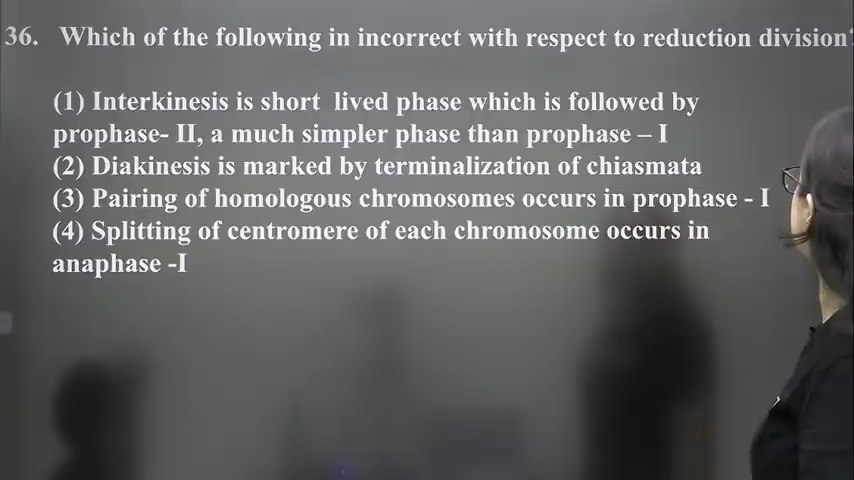 36. Which of the following in incorrect with respect to reduction division?
(1) Interkinesis is short lived phase which is followed by
prophase- II, a much simpler phase than prophase – I
(2) Diakinesis is marked by terminalization of chiasmata
(3) Pairing of homologous chromosomes occurs in prophase - I
(4) Splitting of centromere of each chromosome occurs in
anaphase -I